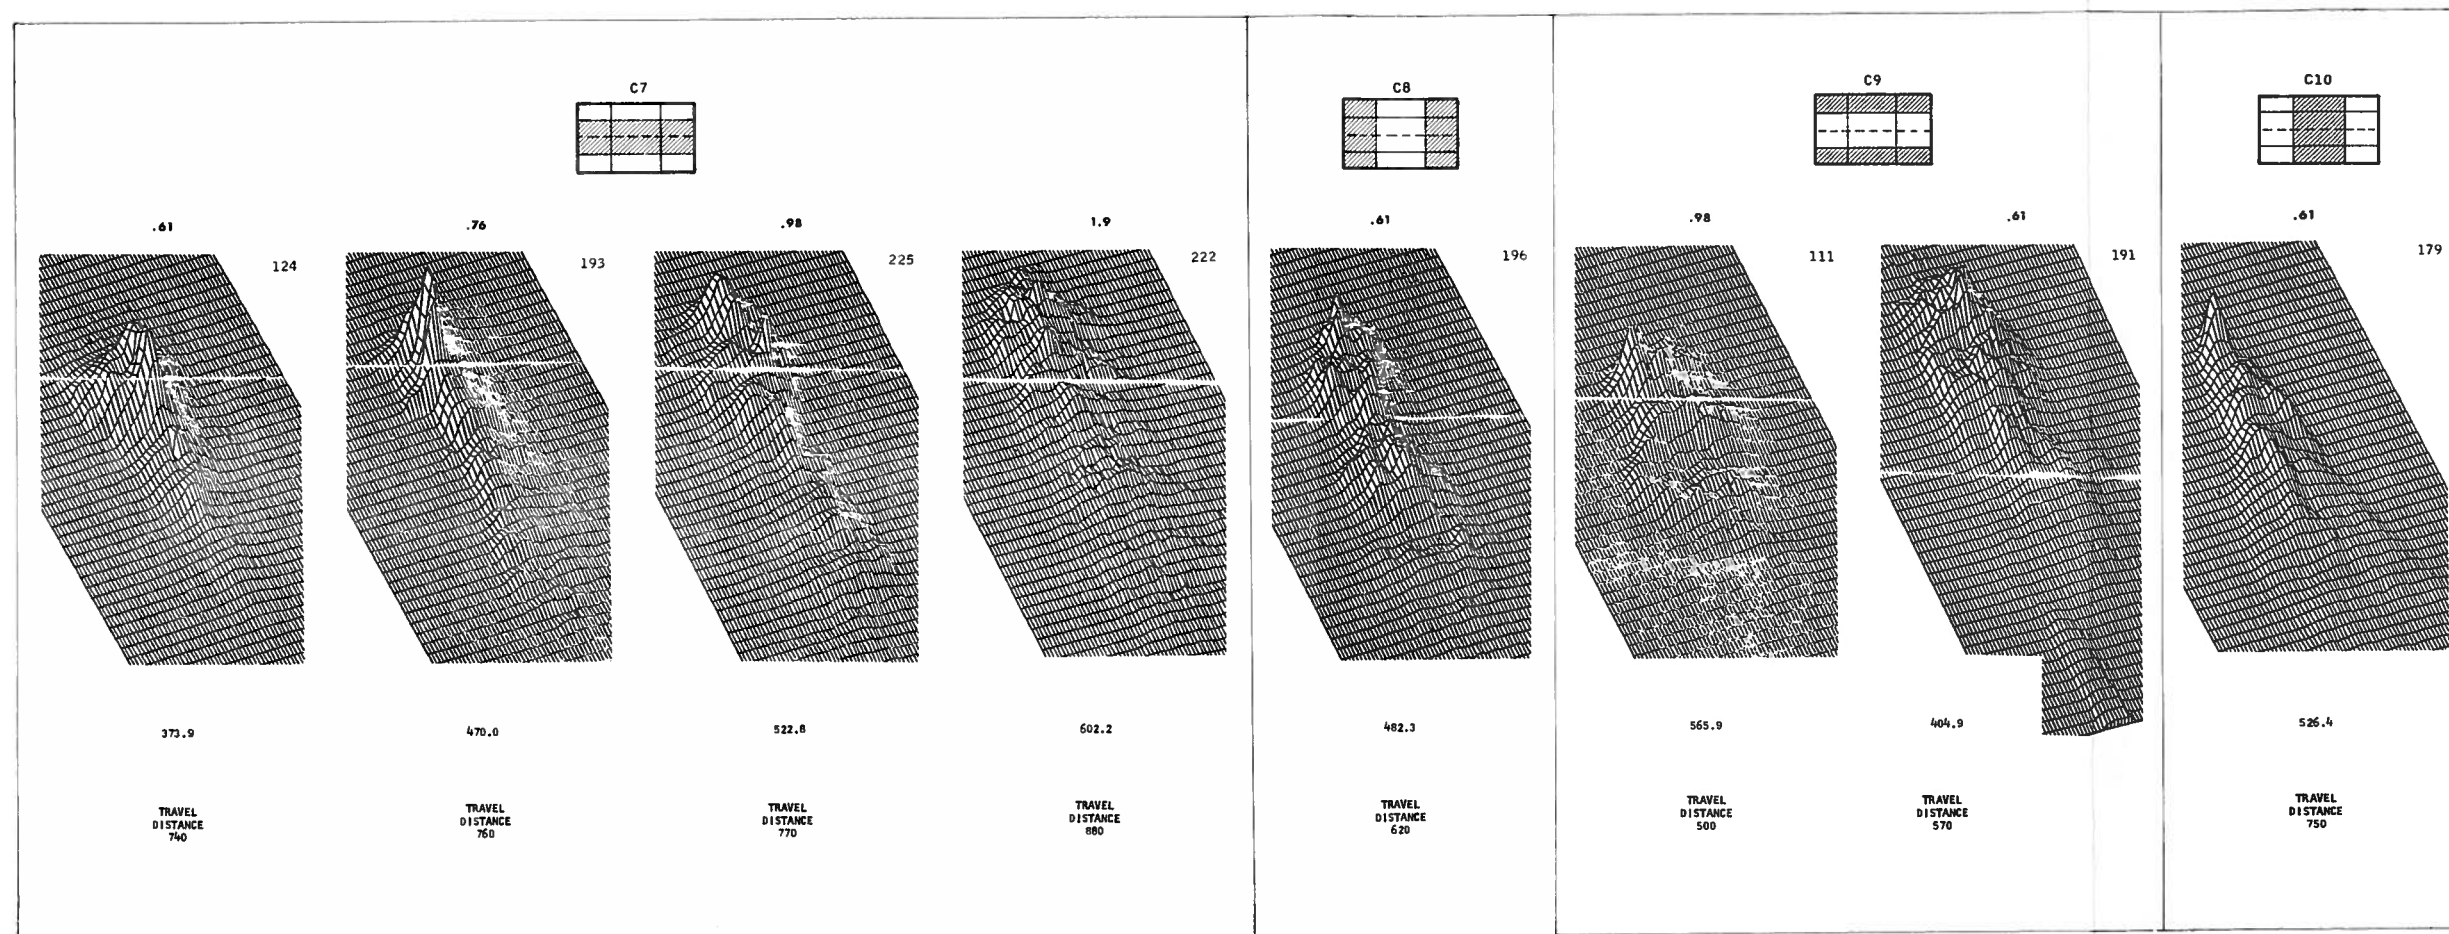 C7
C8
C9
C10
.61
.76
.98
1.9
.61
.98
.61
.61
124
193
225
222
196
111
191
179
373.9
470.0
522.8
602.2
482.3
565.9
404.9
526.4
TRAVEL
DISTANCE
740
TRAVEL
DISTANCE
760
TRAVEL
DISTANCE
770
TRAVEL
DISTANCE
880
TRAVEL
DISTANCE
620
TRAVEL
DISTANCE
500
TRAVEL
DISTANCE
570
TRAVEL
DISTANCE
750